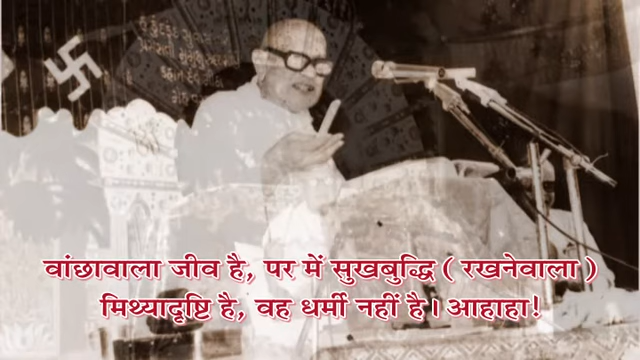 वांछावाला जीव है, पर में सुखबुद्धि ( रखनेवाला )
मिथ्यादृष्टि है, वह धर्मी नहीं है। आहाहा!